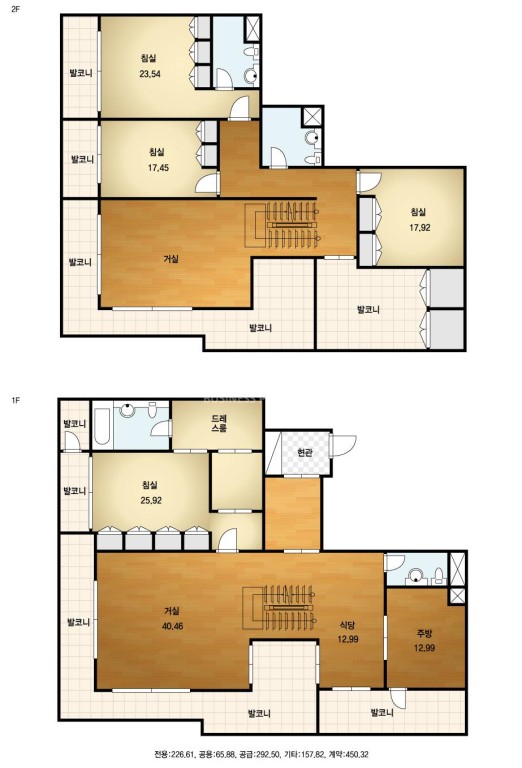 2F
발코니
침실
23.54
발코니
침실
17.45
침실
17.92
발코니
거실
발코니
발코니
1F
발코니
드레
스룸
현관
발코니
침실
25.92
발코니
거실
40.46
식당
12.99
주방
12.99
발코니
발코니
전용:226.61, 공용:65.88, 공급:292.50, 기타:157.82, 계약:450.32